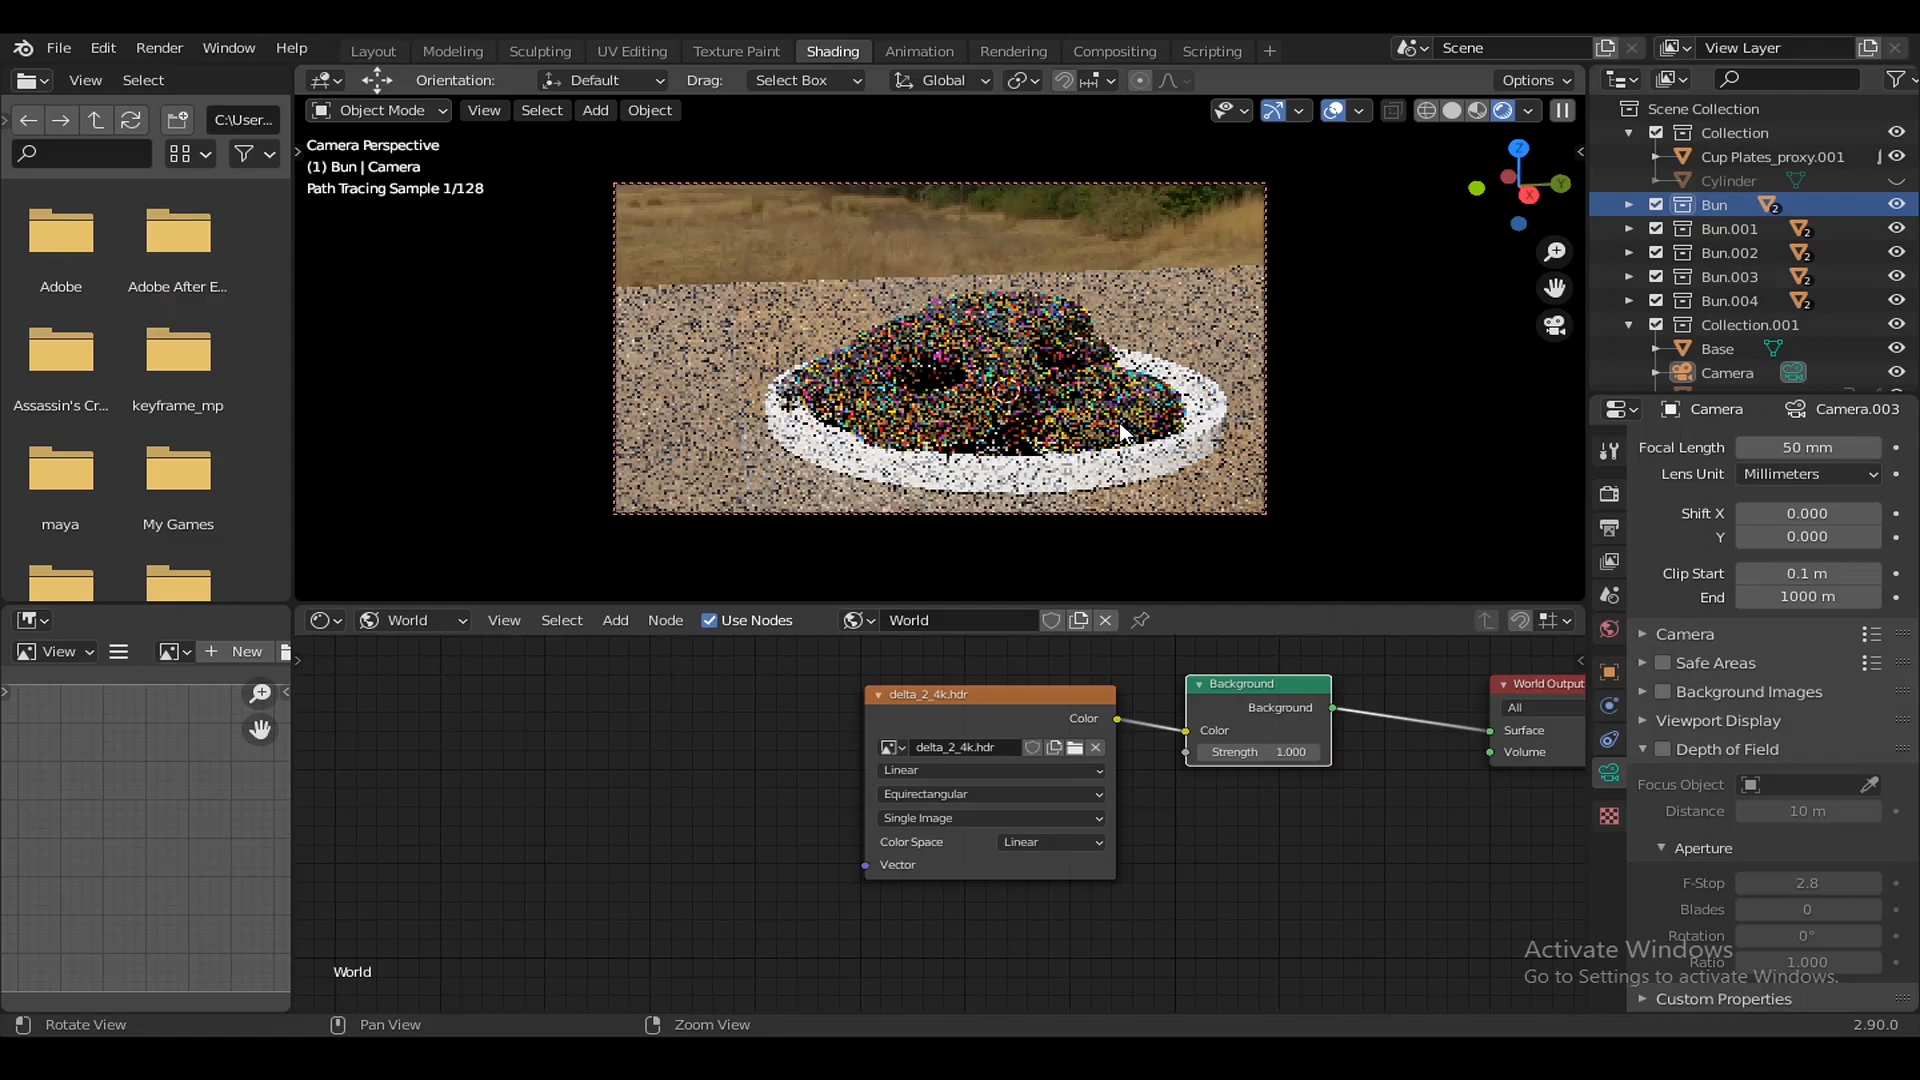 File Edit Render Window Help
Layout Modeling Sculpting UV Editing Texture Paint Shading Animation Rendering Compositing Scripting +
Scene
View Layer
View Select
Orientation: Default Drag: Select Box Global Options
C:\User...
Object Mode View Select Add Object
Camera Perspective
(1) Bun | Camera
Path Tracing Sample 1/128
Z
Y
X
Adobe
Adobe After E...
Assassin's Cr...
keyframe_mp
maya
My Games
Scene Collection
Collection
Cup Plates_proxy.001
Cylinder
Bun 2
Bun.001 2
Bun.002 2
Bun.003 2
Bun.004 2
Collection.001
Base
Camera
Camera Camera.003
Focal Length 50 mm
Lens Unit Millimeters
Shift X 0.000
Y 0.000
Clip Start 0.1 m
End 1000 m
Camera
Safe Areas
Background Images
Viewport Display
Depth of Field
Focus Object
Distance 10 m
Aperture
F-Stop 2.8
Blades 0
Rotation 0°
Ratio 1.000
Custom Properties
View + New
World View Select Add Node Use Nodes World
delta_2_4k.hdr
Color
delta_2_4k.hdr
Linear
Equirectangular
Single Image
Color Space Linear
Vector
Background
Background
Color
Strength 1.000
World Output
All
Surface
Volume
World
Activate Windows
Go to Settings to activate Windows.
Rotate View
Pan View
Zoom View
2.90.0